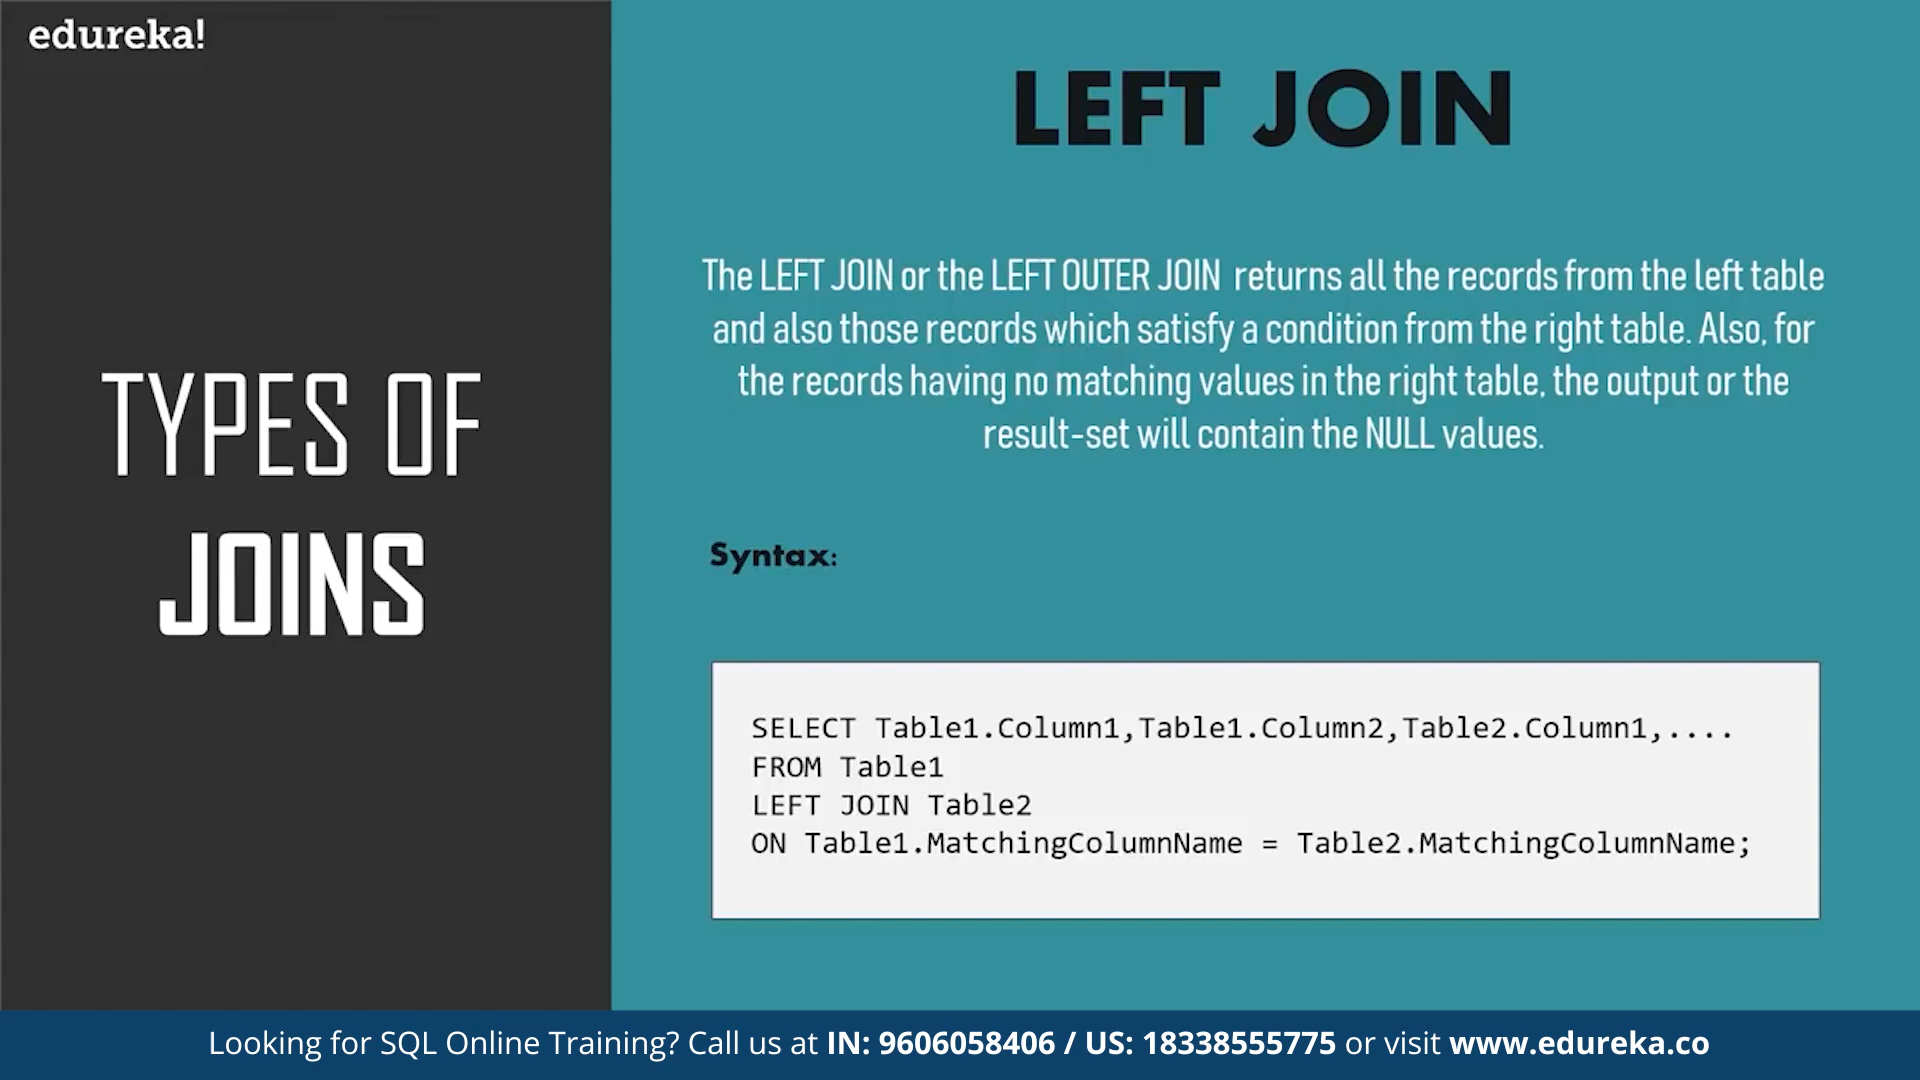 edureka!
TYPES OF
JOINS
LEFT JOIN
The LEFT JOIN or the LEFT OUTER JOIN returns all the records from the left table
and also those records which satisfy a condition from the right table. Also, for
the records having no matching values in the right table, the output or the
result-set will contain the NULL values.
Syntax:
SELECT Table1.Column1,Table1.Column2,Table2.Column1,....
FROM Table1
LEFT JOIN Table2
ON Table1.MatchingColumnName = Table2.MatchingColumnName;
Looking for SQL Online Training? Call us at IN: 9606058406 / US: 18338555775 or visit www.edureka.co